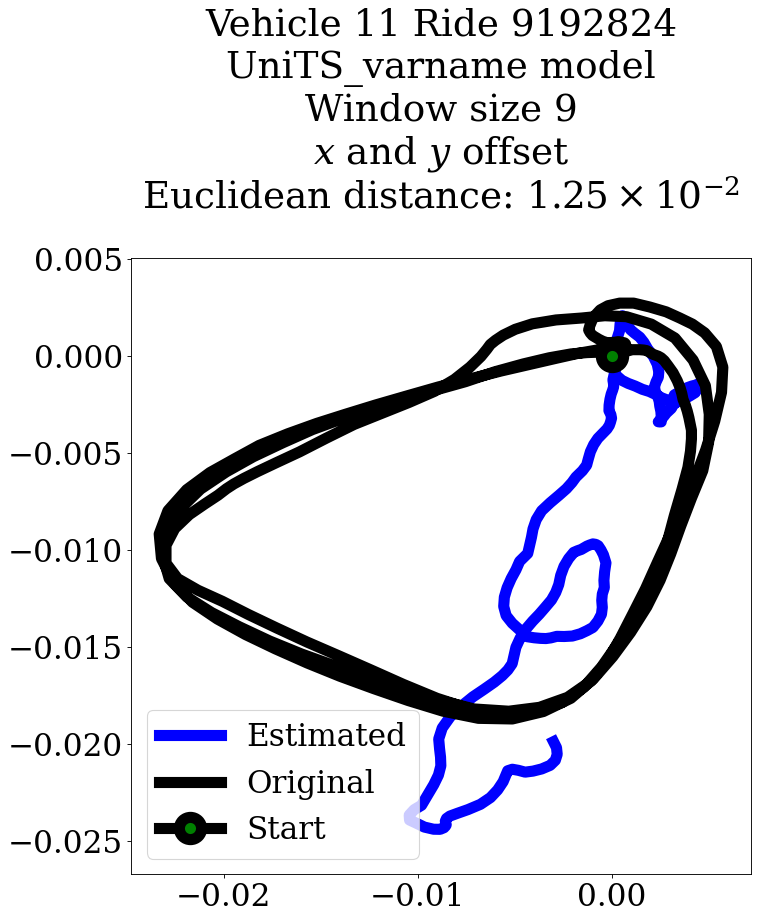 Vehicle 11 Ride 9192824
UniTS_varname model
Window size 9
x and y offset
Euclidean distance: 1.25 × 10⁻²
0.005
0.000
−0.005
−0.010
−0.015
−0.020
−0.025
Estimated
Original
Start
−0.02 −0.01 0.00